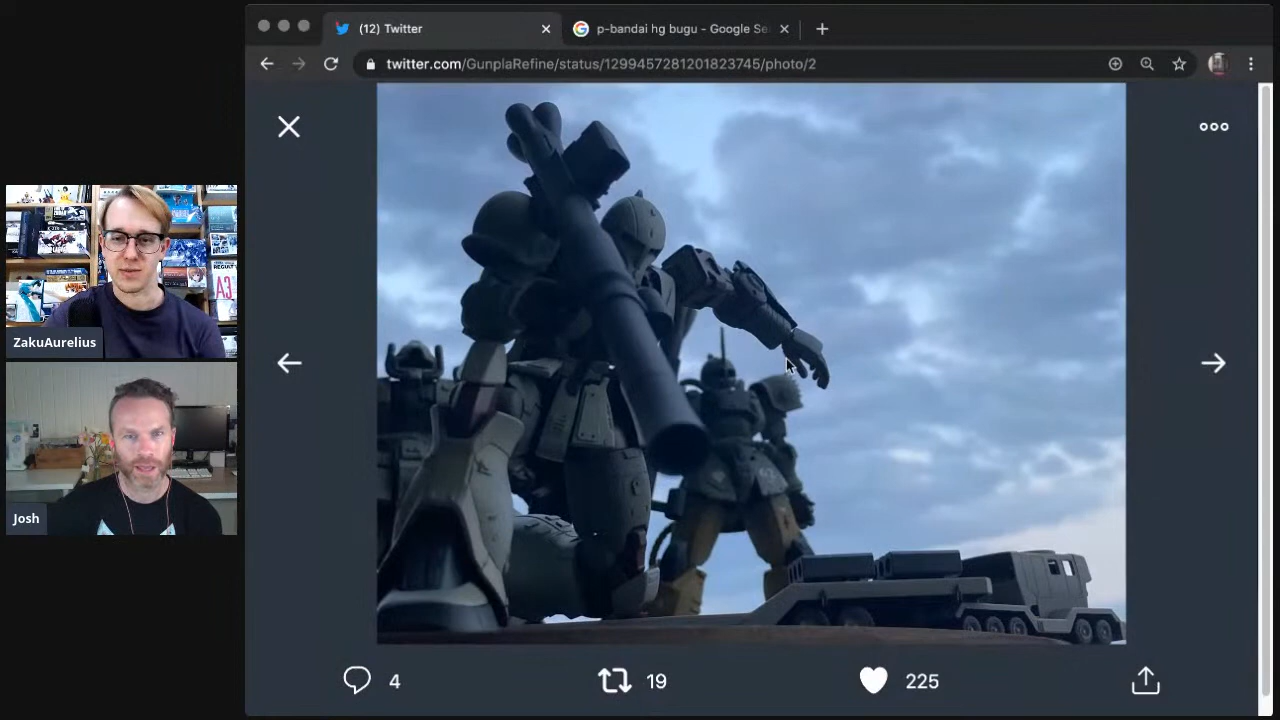 (12) Twitter
p-bandai hg bugu - Google Se
twitter.com/GunplaRefine/status/1299457281201823745/photo/2
ZakuAurelius
Josh
A3
4
19
225